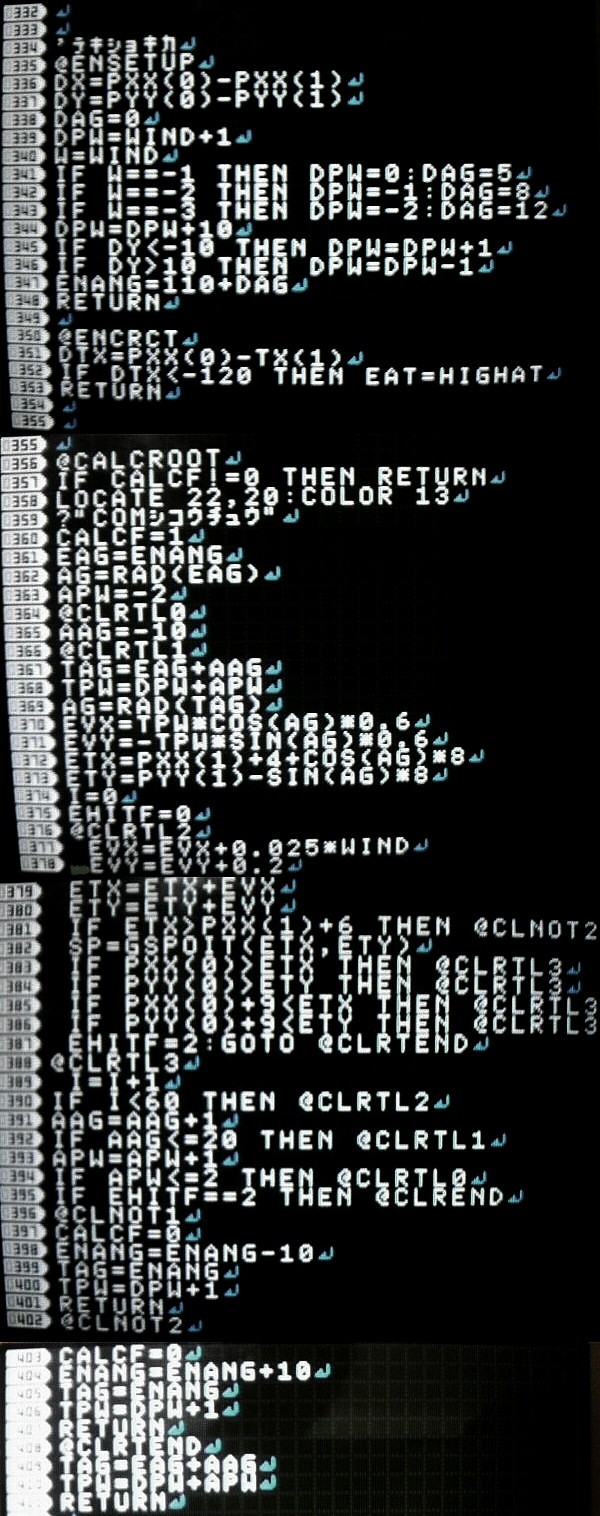 332
333
334 'テキショキカ
335 @ENSETUP
336 DX=PXX(0)-PXX(1)
337 DY=PYY(0)-PYY(1)
338 DAG=0
339 DPW=WIND+1
340 W=WIND
341 IF W==-1 THEN DPW=0:DAG=5
342 IF W==-2 THEN DPW=-1:DAG=8
343 IF W==-3 THEN DPW=-2:DAG=12
344 DPW=DPW+10
345 IF DY<-10 THEN DPW=DPW+1
346 IF DY>10 THEN DPW=DPW-1
347 ENANG=110+DAG
348 RETURN
349
350 @ENCRCT
351 DTX=PXX(0)-TX(1)
352 IF DTX<-120 THEN EAT=HIGHAT
353 RETURN
354
355
355
356 @CALCROOT
357 IF CALCF!=0 THEN RETURN
358 LOCATE 22,20:COLOR 13
359 ?"COMシコウチュウ"
360 CALCF=1
361 EAG=ENANG
362 AG=RAD(EAG)
363 APW=-2
364 @CLRTL0
365 AAG=-10
366 @CLRTL1
367 TAG=EAG+AAG
368 TPW=DPW+APW
369 AG=RAD(TAG)
370 EVX=TPW*COS(AG)*0.6
371 EVY=-TPW*SIN(AG)*0.6
372 ETX=PXX(1)+4+COS(AG)*8
373 ETY=PYY(1)-SIN(AG)*8
374 I=0
375 EHITF=0
376 @CLRTL2
377 EVX=EVX+0.025*WIND
378 EVY=EVY+0.2
379 ETX=ETX+EVX
380 ETY=ETY+EVY
381 IF ETX>PXX(1)+6 THEN @CLNOT2
382 SP=GSPOIT(ETX,ETY)
383 IF PXX(0)>ETX THEN @CLRTL3
384 IF PYY(0)>ETY THEN @CLRTL3
385 IF PXX(0)+9<ETX THEN @CLRTL3
386 IF PYY(0)+9<ETY THEN @CLRTL3
387 EHITF=2:GOTO @CLRTEND
388 @CLRTL3
389 I=I+1
390 IF I<60 THEN @CLRTL2
391 AAG=AAG+1
392 IF AAG<=20 THEN @CLRTL1
393 APW=APW+1
394 IF APW<=2 THEN @CLRTL0
395 IF EHITF==2 THEN @CLREND
396 @CLNOT1
397 CALCF=0
398 ENANG=ENANG-10
399 TAG=ENANG
400 TPW=DPW+1
401 RETURN
402 @CLNOT2
403 CALCF=0
404 ENANG=ENANG+10
405 TAG=ENANG
406 TPW=DPW+1
407 RETURN
408 @CLRTEND
409 TAG=EAG+AAG
TPW=DPW+APW
RETURN